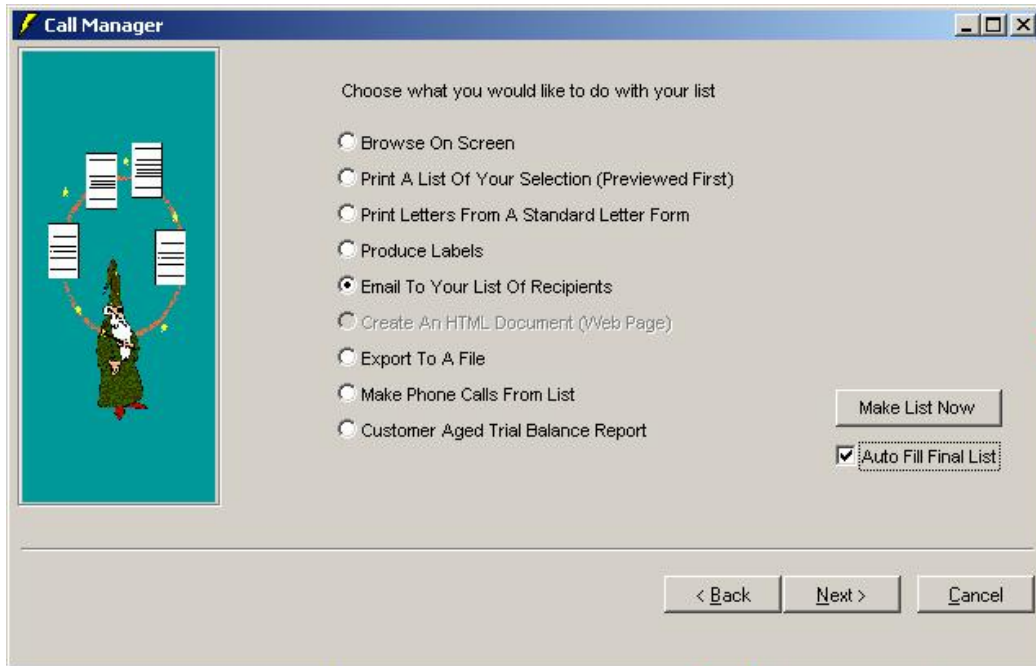 Call Manager
Choose what you would like to do with your list
Browse On Screen
Print A List Of Your Selection (Previewed First)
Print Letters From A Standard Letter Form
Produce Labels
Email To Your List Of Recipients
Create An HTML Document (Web Page)
Export To A File
Make Phone Calls From List
Customer Aged Trial Balance Report
Make List Now
Auto Fill Final List
< Back
Next >
Cancel